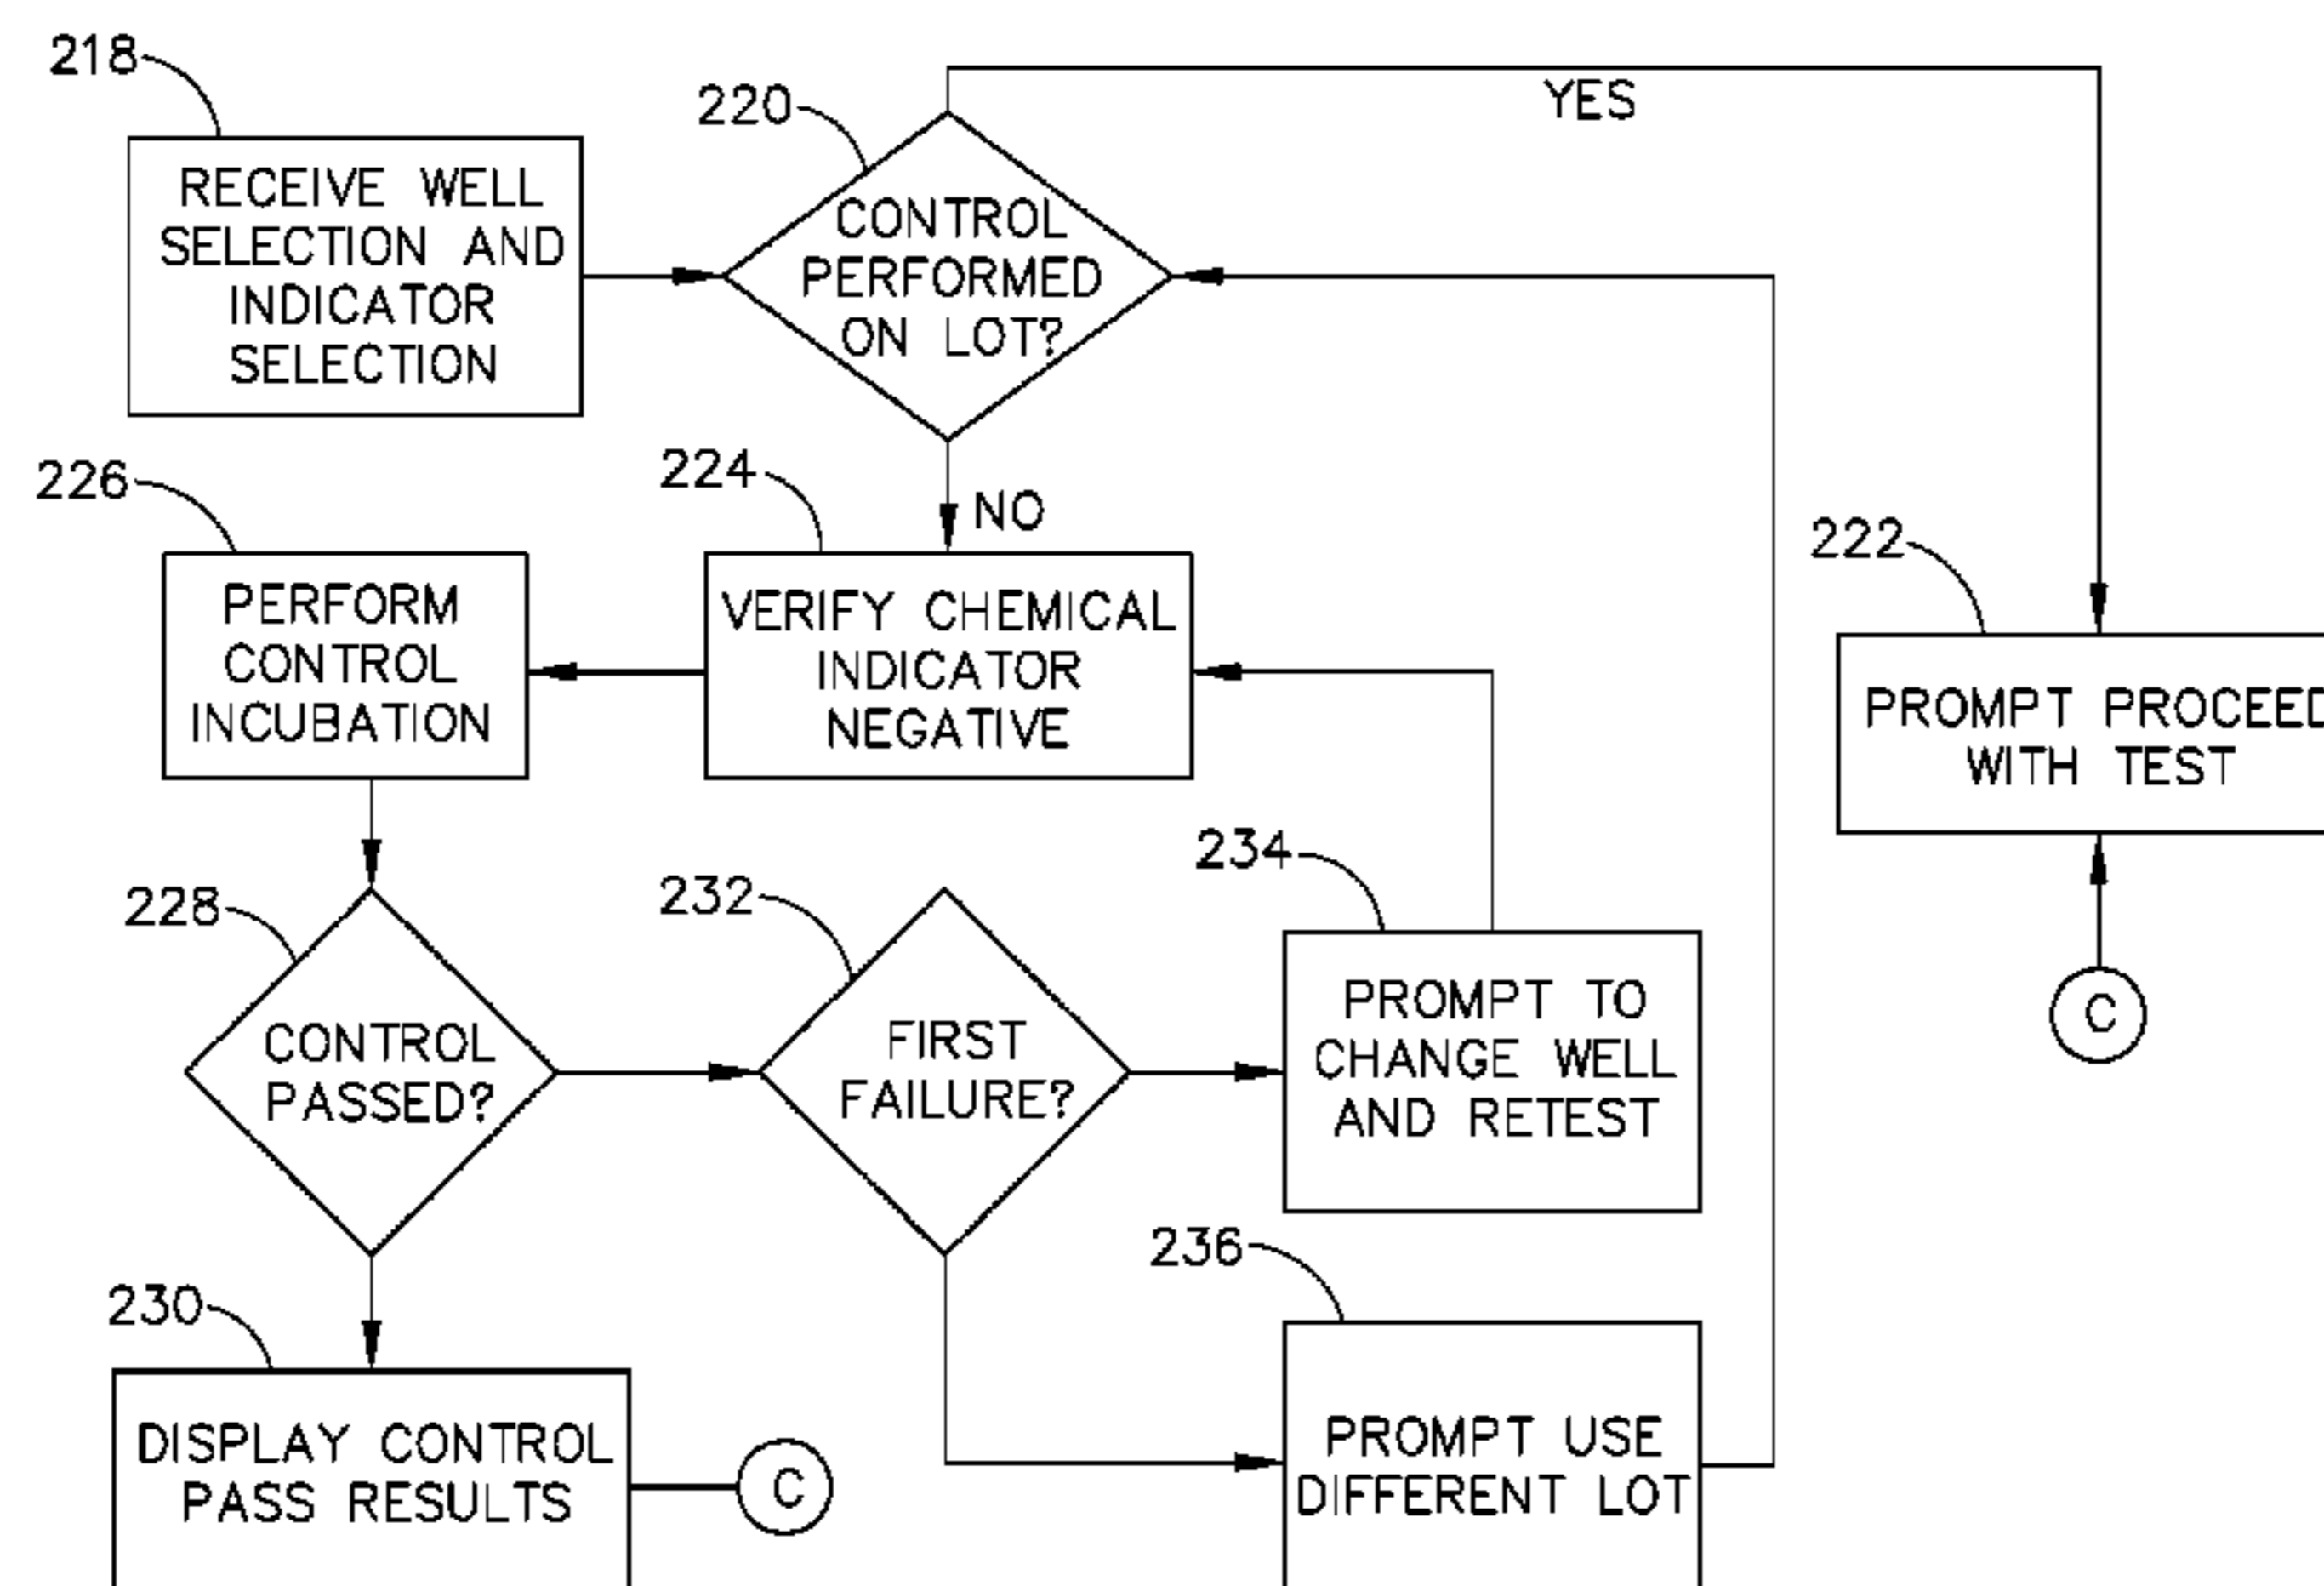 218
RECEIVE WELL
SELECTION AND
INDICATOR
SELECTION
220
CONTROL
PERFORMED
ON LOT?
YES
NO
226
PERFORM
CONTROL
INCUBATION
224
VERIFY CHEMICAL
INDICATOR
NEGATIVE
222
PROMPT PROCEED
WITH TEST
C
228
CONTROL
PASSED?
232
FIRST
FAILURE?
234
PROMPT TO
CHANGE WELL
AND RETEST
230
DISPLAY CONTROL
PASS RESULTS
C
236
PROMPT USE
DIFFERENT LOT